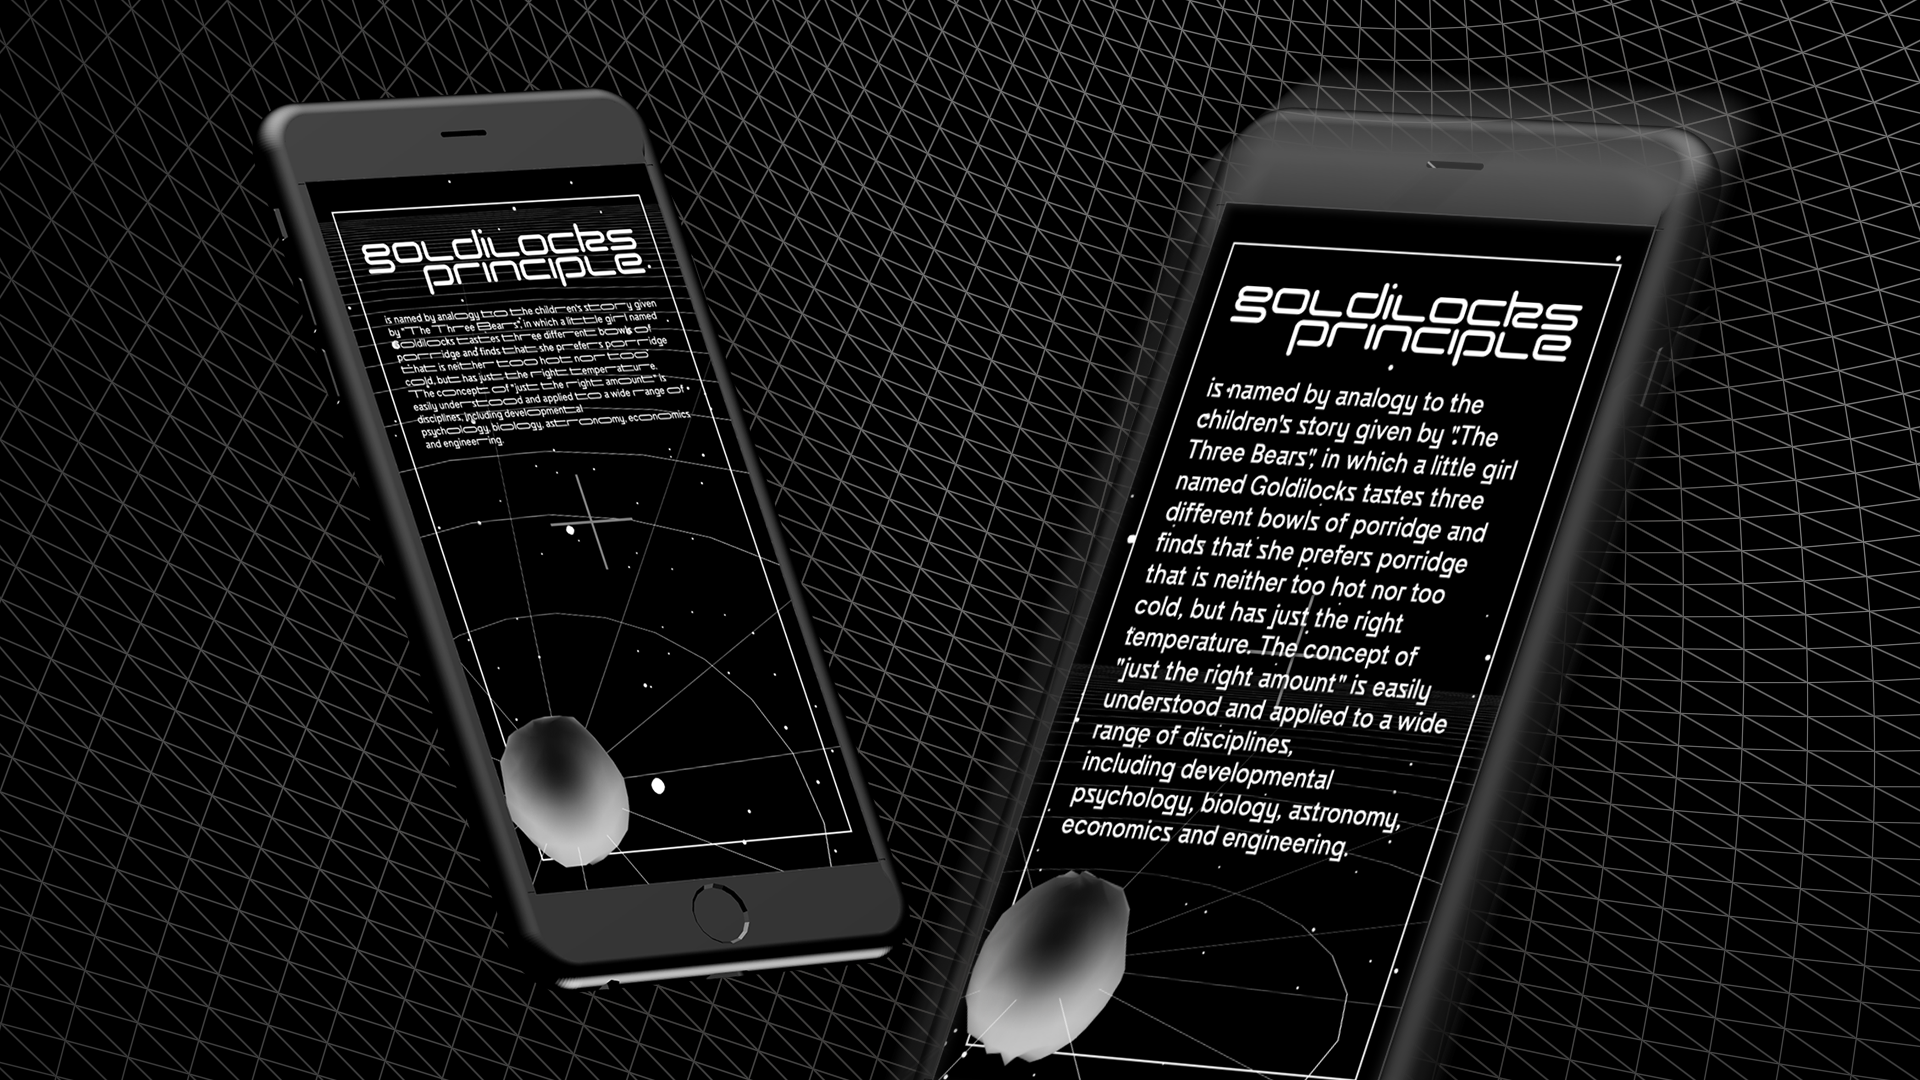 goldilocks
principle.
is named by analogy to the children's story given
by "The Three Bears", in which a little girl named
Goldilocks tastes three different bowls of
porridge and finds that she prefers porridge
that is neither too hot nor too
cold, but has just the right temperature.
The concept of "just the right amount" is
easily understood and applied to a wide range of
disciplines, including developmental
psychology, biology, astronomy, economics
and engineering.
goldilocks
principle
is named by analogy to the
children's story given by "The
Three Bears", in which a little girl
named Goldilocks tastes three
different bowls of porridge and
finds that she prefers porridge
that is neither too hot nor too
cold, but has just the right
temperature. The concept of
"just the right amount" is easily
understood and applied to a wide
range of disciplines,
including developmental
psychology, biology, astronomy,
economics and engineering.